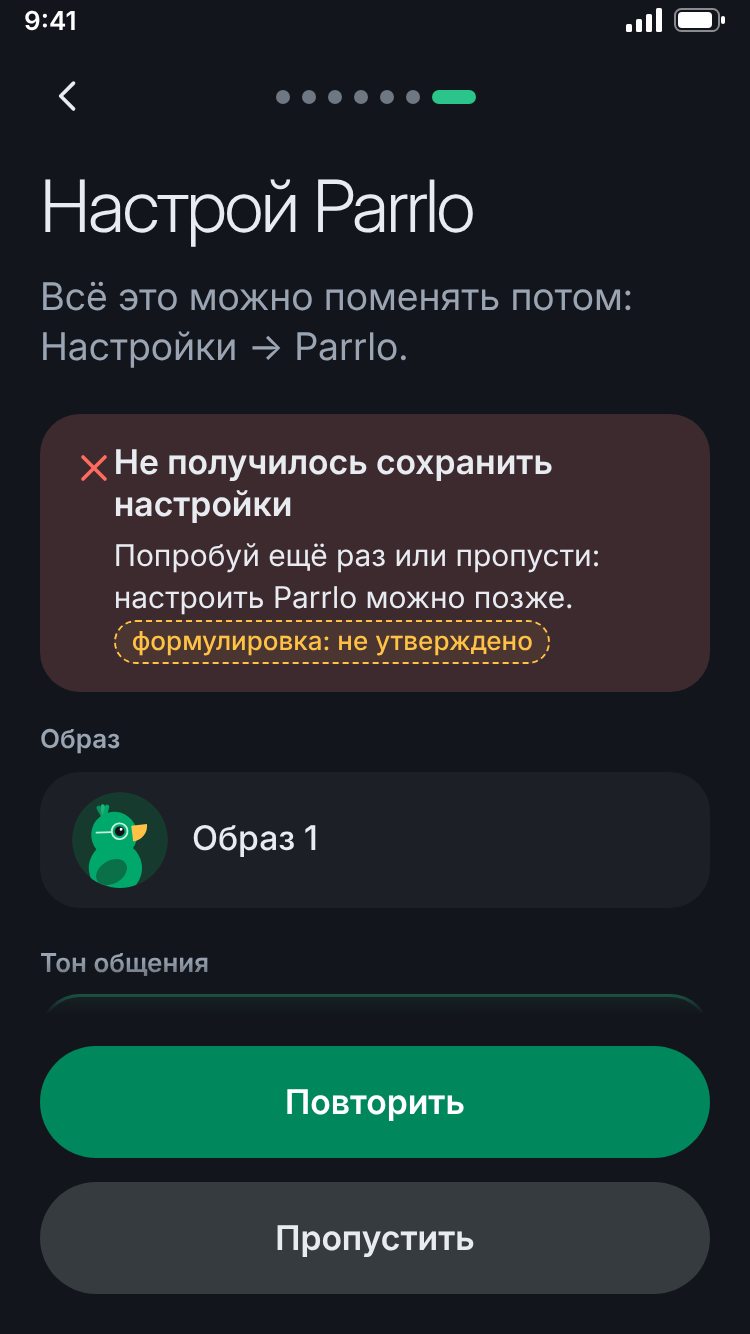 9:41
Настрой Parrlo
Всё это можно поменять потом:
Настройки → Parrlo.
Не получилось сохранить
настройки
Попробуй ещё раз или пропусти:
настроить Parrlo можно позже.
формулировка: не утверждено
Образ
Образ 1
Тон общения
Повторить
Пропустить